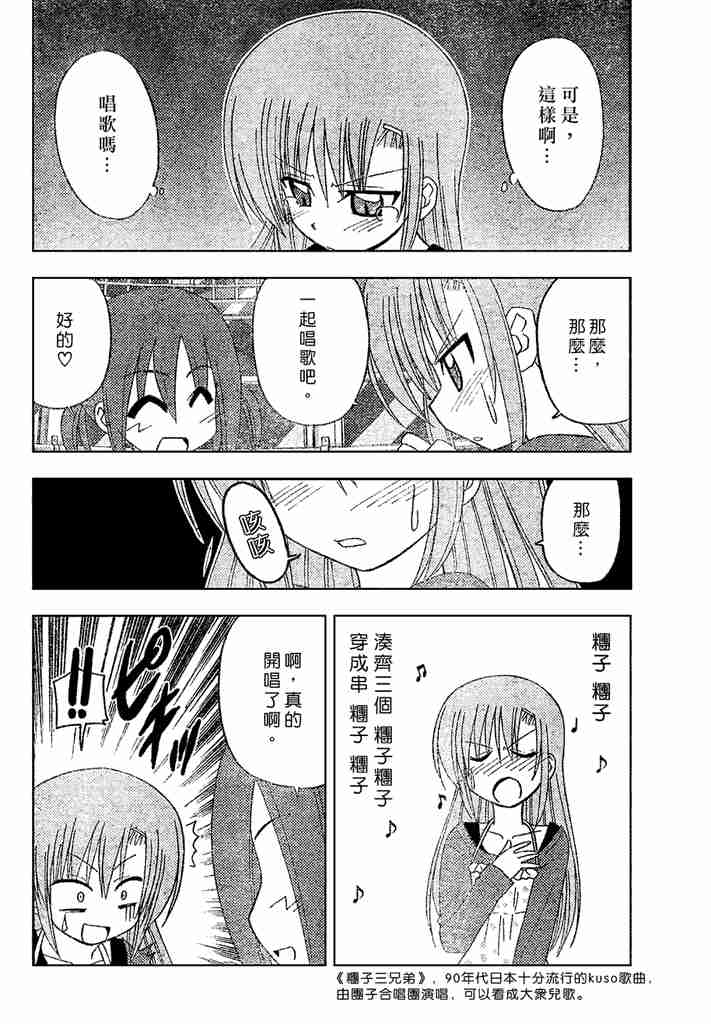 可是，
這樣啊…
唱歌嗎…
那麼，
那麼…
一起唱歌吧。
好的♡
那麼…
咳咳
糰子 糰子
湊齊三個 糰子糰子
穿成串 糰子 糰子
啊，真的
開唱了啊。
ピキッ
!!
《糰子三兄弟》，90年代日本十分流行的kuso歌曲，
由團子合唱團演唱，可以看成大眾兒歌。